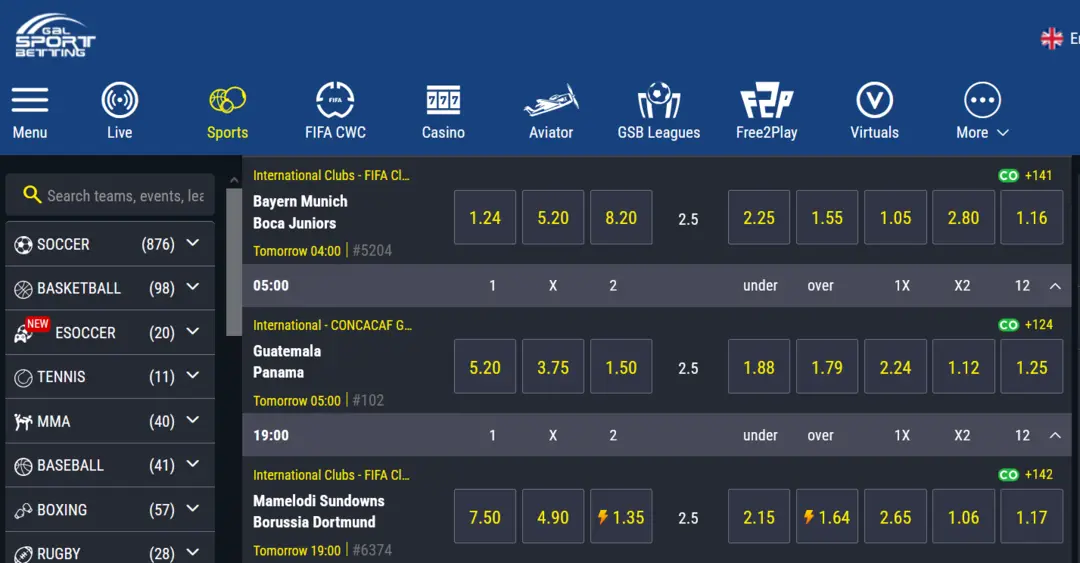 GBL
SPORT
BETTING
Menu
Live
Sports
FIFA
FIFA CWC
777
Casino
Aviator
GSB Leagues
F2P
Free2Play
V
Virtuals
More
Search teams, events, lea
SOCCER (876)
BASKETBALL (98)
NEW ESOCCER (20)
TENNIS (11)
MMA (40)
BASEBALL (41)
BOXING (57)
RUGBY (28)
International Clubs - FIFA Cl... CO +141
Bayern Munich
Boca Juniors
1.24 5.20 8.20 2.5 2.25 1.55 1.05 2.80 1.16
Tomorrow 04:00 | #5204
05:00 1 X 2 under over 1X X2 12
International - CONCACAF G... CO +124
Guatemala
Panama
5.20 3.75 1.50 2.5 1.88 1.79 2.24 1.12 1.25
Tomorrow 05:00 | #102
19:00 1 X 2 under over 1X X2 12
International Clubs - FIFA Cl... CO +142
Mamelodi Sundowns
Borussia Dortmund
7.50 4.90 1.35 2.5 2.15 1.64 2.65 1.06 1.17
Tomorrow 19:00 | #6374